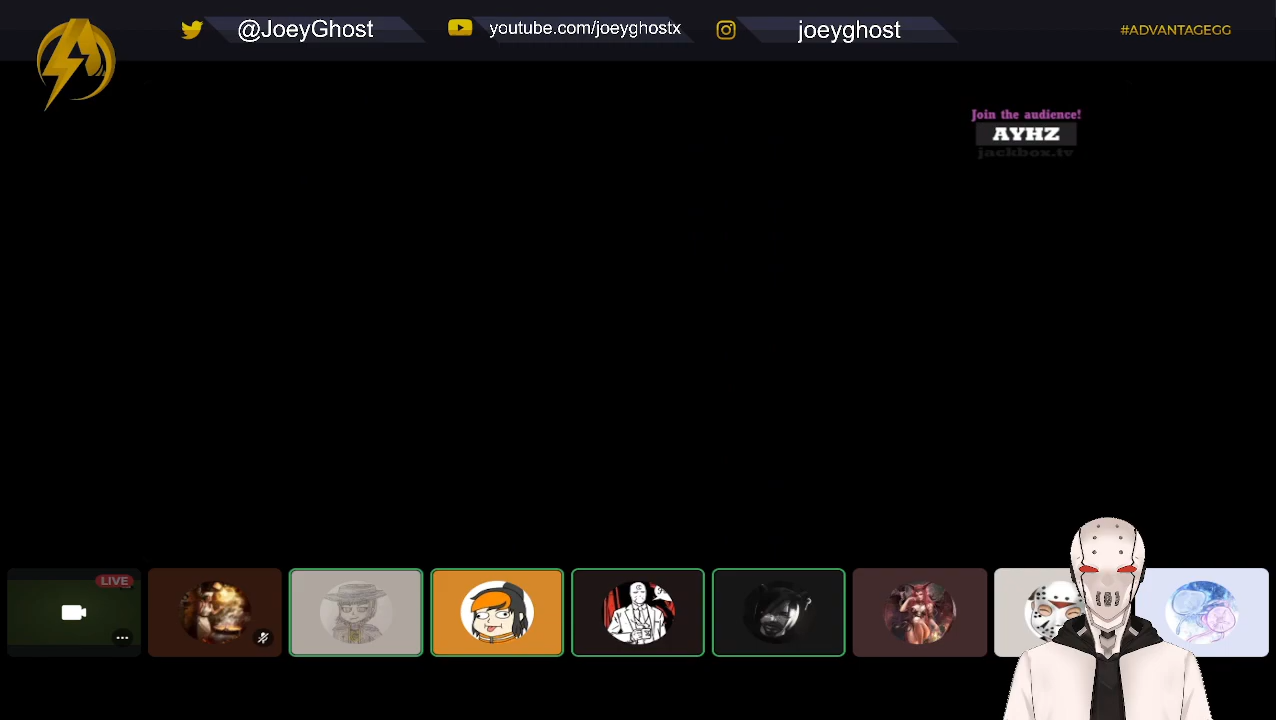 @JoeyGhost
youtube.com/joeyghostx
joeyghost
#ADVANTAGEGG
Join the audience!
AYHZ
jackbox.tv
LIVE